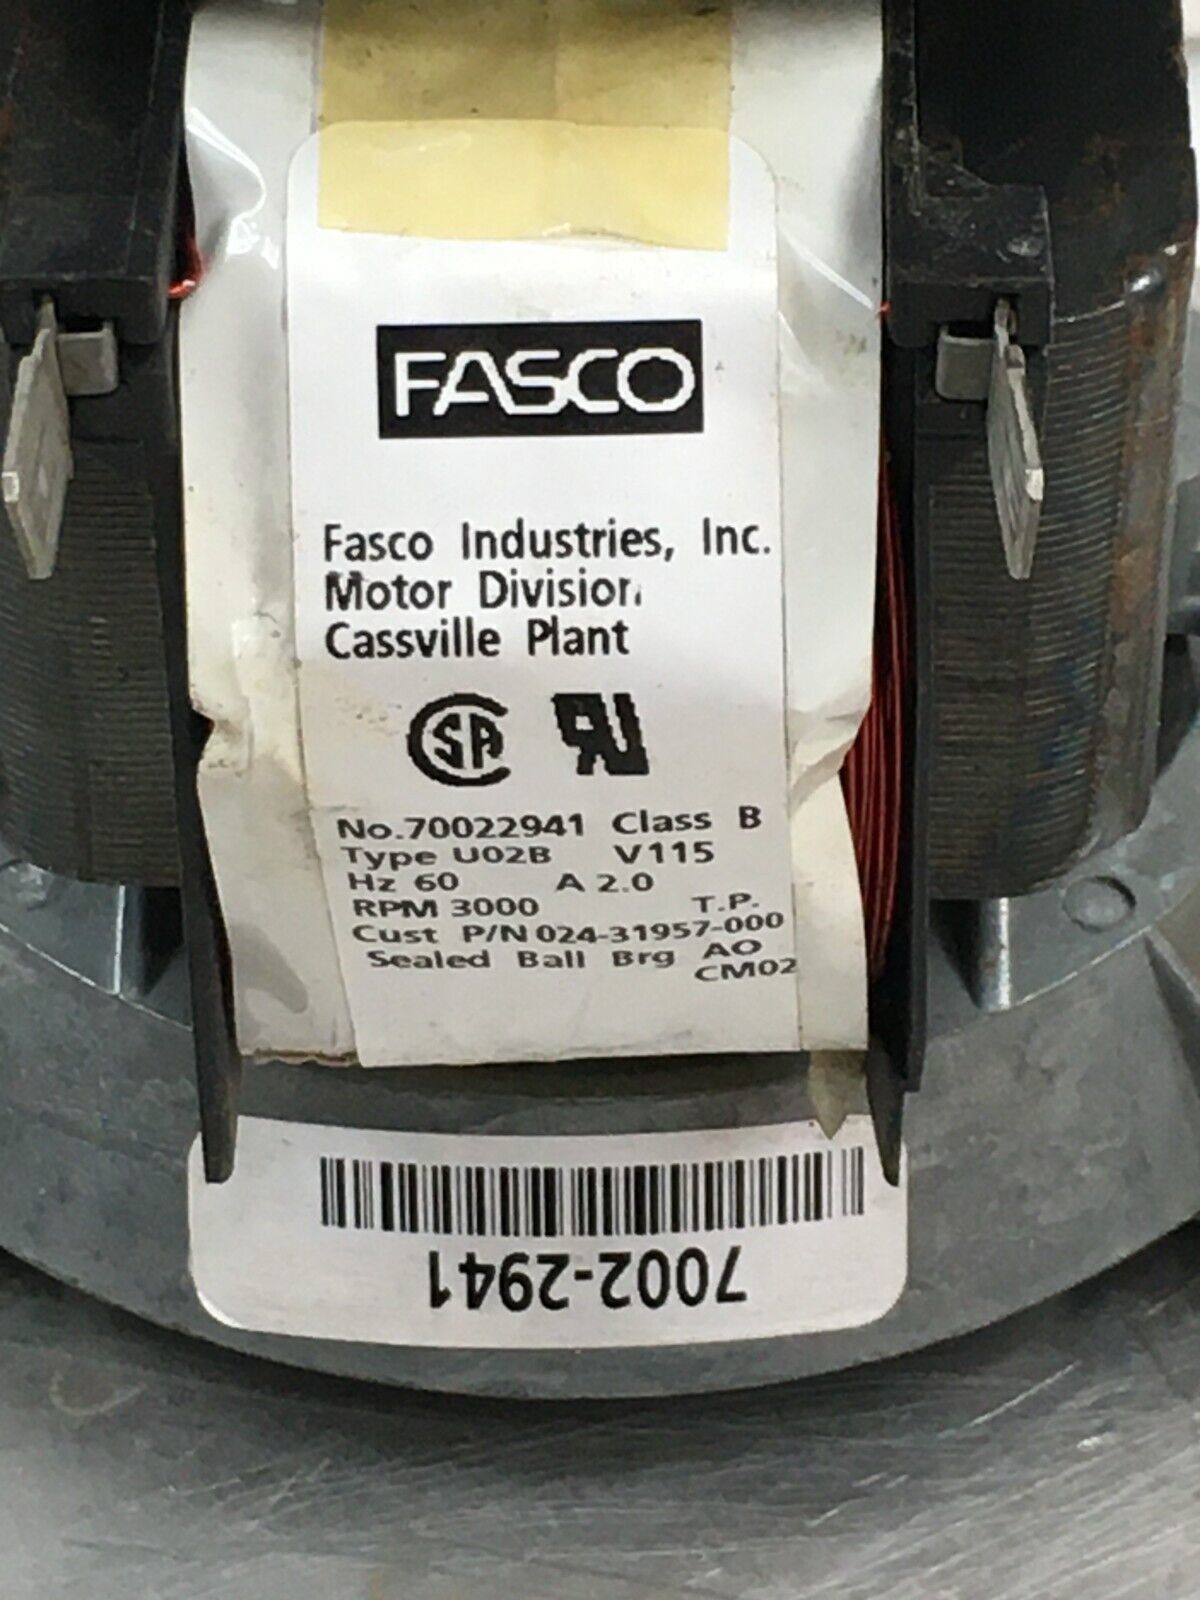 FASCO
Fasco Industries, Inc.
Motor Division
Cassville Plant
SA
No.70022941 Class B
Type U02B V115
Hz 60 A 2.0
RPM 3000 T.P.
Cust P/N 024-31957-000
Sealed Ball Brg AO
CM02
7002-2941